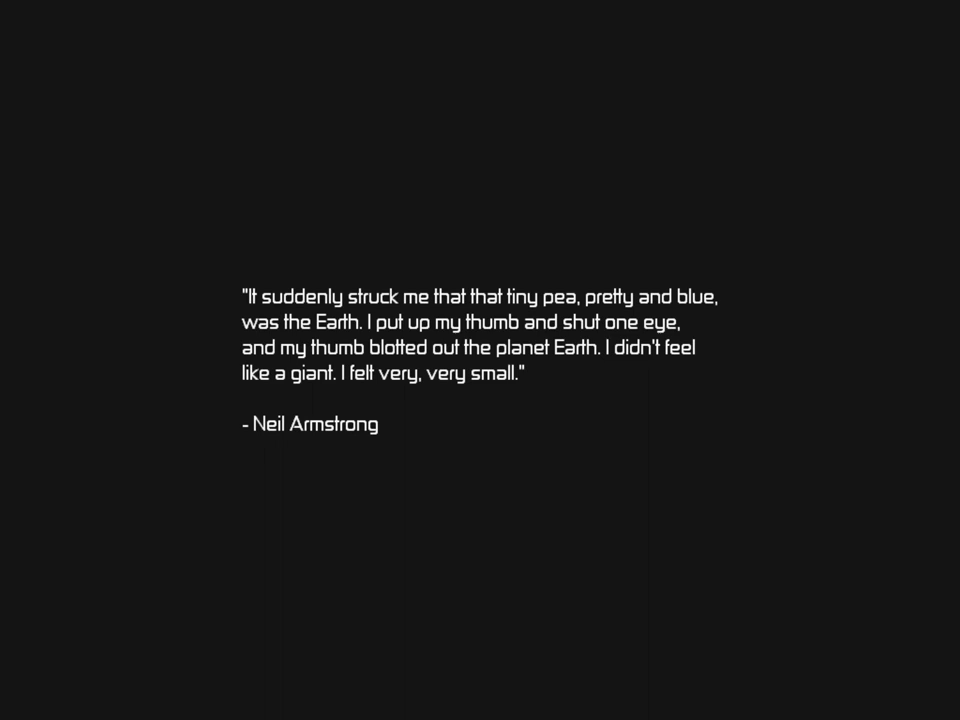 "It suddenly struck me that that tiny pea, pretty and blue,
was the Earth. I put up my thumb and shut one eye,
and my thumb blotted out the planet Earth. I didn't feel
like a giant. I felt very, very small."
- Neil Armstrong